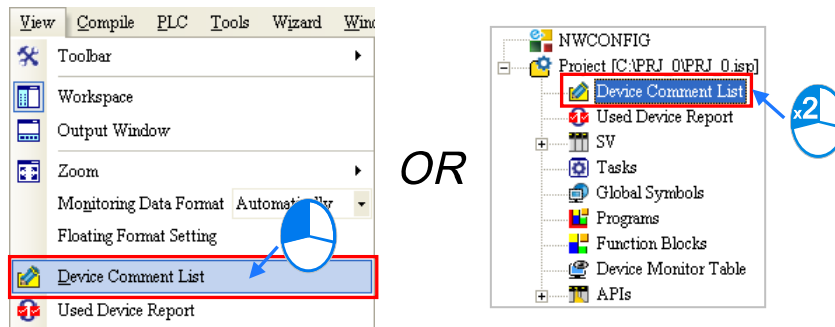 View Compile PLC Tools Wizard
Toolbar
Workspace
Output Window
Zoom
Monitoring Data Format Automatically
Floating Format Setting
Device Comment List
Used Device Report
OR
NWCONFIG
Project [C:\PRJ_0\PRJ_0.isp]
Device Comment List
x2
Used Device Report
SV
Tasks
Global Symbols
Programs
Function Blocks
Device Monitor Table
APIs